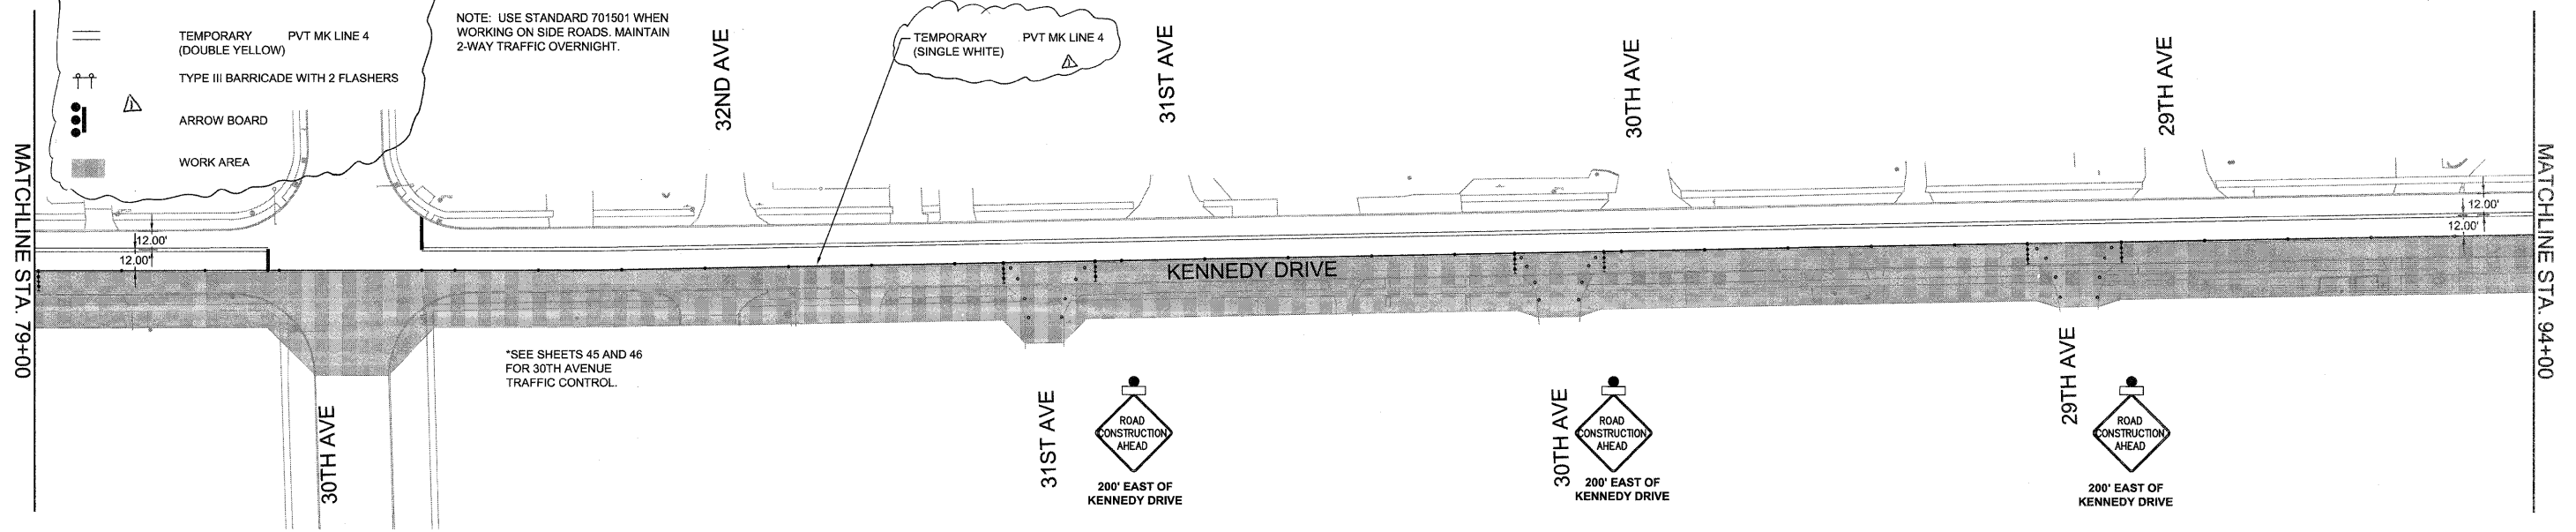 TEMPORARY PVT MK LINE 4
(DOUBLE YELLOW)
TYPE III BARRICADE WITH 2 FLASHERS
1
ARROW BOARD
WORK AREA
NOTE: USE STANDARD 701501 WHEN
WORKING ON SIDE ROADS. MAINTAIN
2-WAY TRAFFIC OVERNIGHT.
32ND AVE
TEMPORARY PVT MK LINE 4
(SINGLE WHITE)
1
31ST AVE
30TH AVE
29TH AVE
MATCHLINE STA. 79+00
MATCHLINE STA. 94+00
12.00'
12.00'
12.00'
12.00'
KENNEDY DRIVE
*SEE SHEETS 45 AND 46
FOR 30TH AVENUE
TRAFFIC CONTROL.
30TH AVE
31ST AVE
ROAD
CONSTRUCTION
AHEAD
200' EAST OF
KENNEDY DRIVE
30TH AVE
ROAD
CONSTRUCTION
AHEAD
200' EAST OF
KENNEDY DRIVE
29TH AVE
ROAD
CONSTRUCTION
AHEAD
200' EAST OF
KENNEDY DRIVE